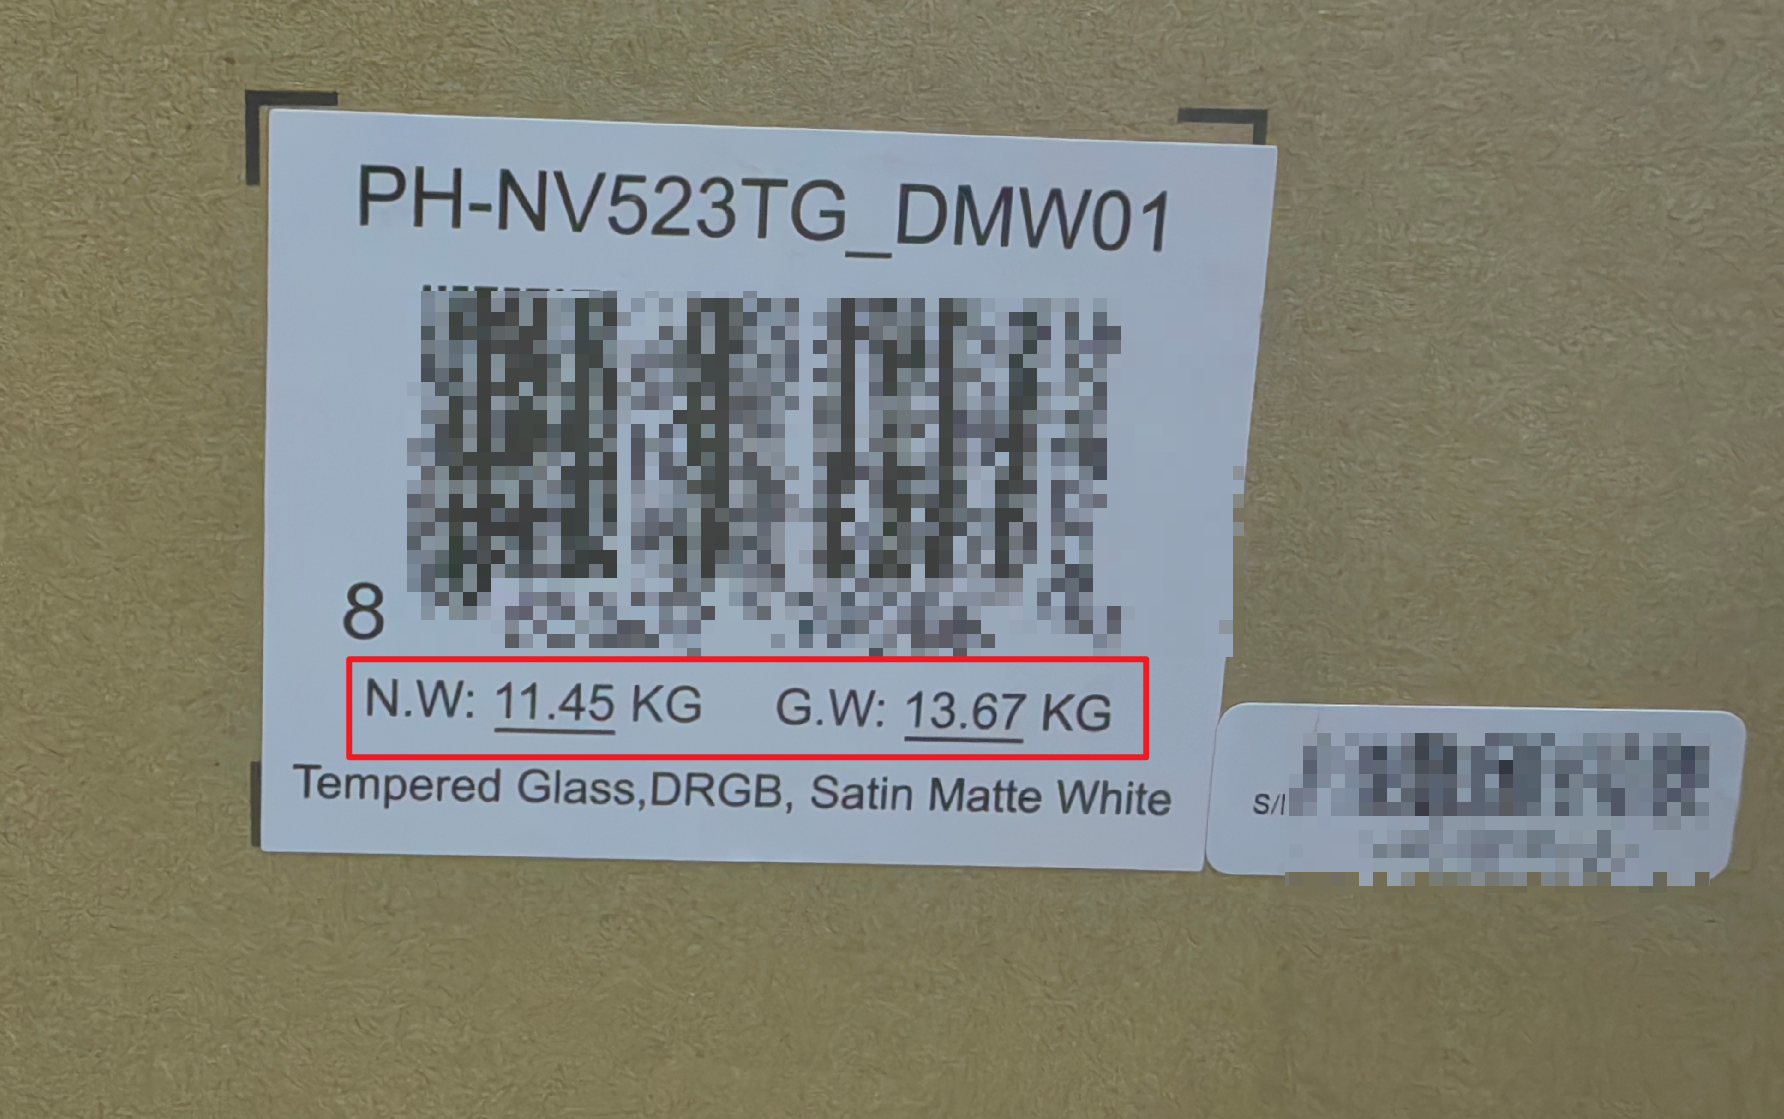 PH-NV523TG_DMW01
8
N.W: 11.45 KG G.W: 13.67 KG
Tempered Glass,DRGB, Satin Matte White
S/